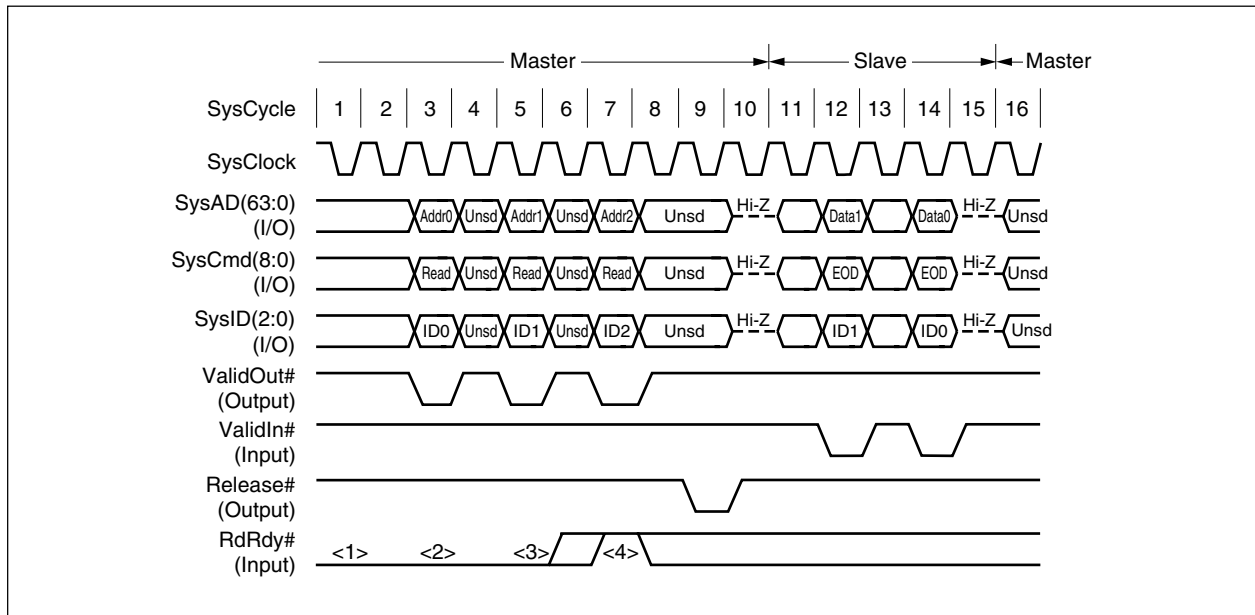 Master Slave Master
SysCycle 1 2 3 4 5 6 7 8 9 10 11 12 13 14 15 16
SysClock
SysAD(63:0) Addr0 Unsd Addr1 Unsd Addr2 Unsd Hi-Z Data1 Data0 Hi-Z Unsd
(I/O)
SysCmd(8:0) Read Unsd Read Unsd Read Unsd Hi-Z EOD EOD Hi-Z Unsd
(I/O)
SysID(2:0) ID0 Unsd ID1 Unsd ID2 Unsd Hi-Z ID1 ID0 Hi-Z Unsd
(I/O)
ValidOut#
(Output)
ValidIn#
(Input)
Release#
(Output)
RdRdy# <1> <2> <3> <4>
(Input)